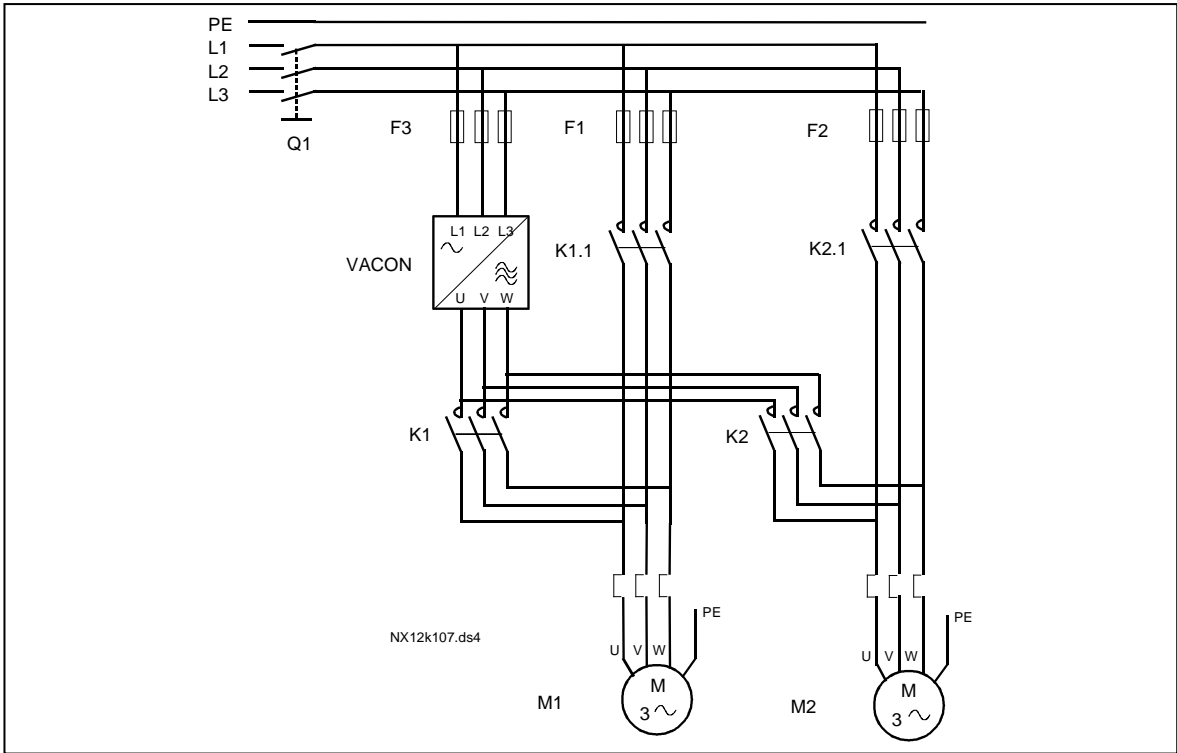 PE
L1
L2
L3
Q1
F3
F1
F2
L1 L2 L3
VACON
U V W
K1.1
K2.1
K1
K2
NX12k107.ds4
PE
PE
U V W
U V W
M1
M
3
M2
M
3